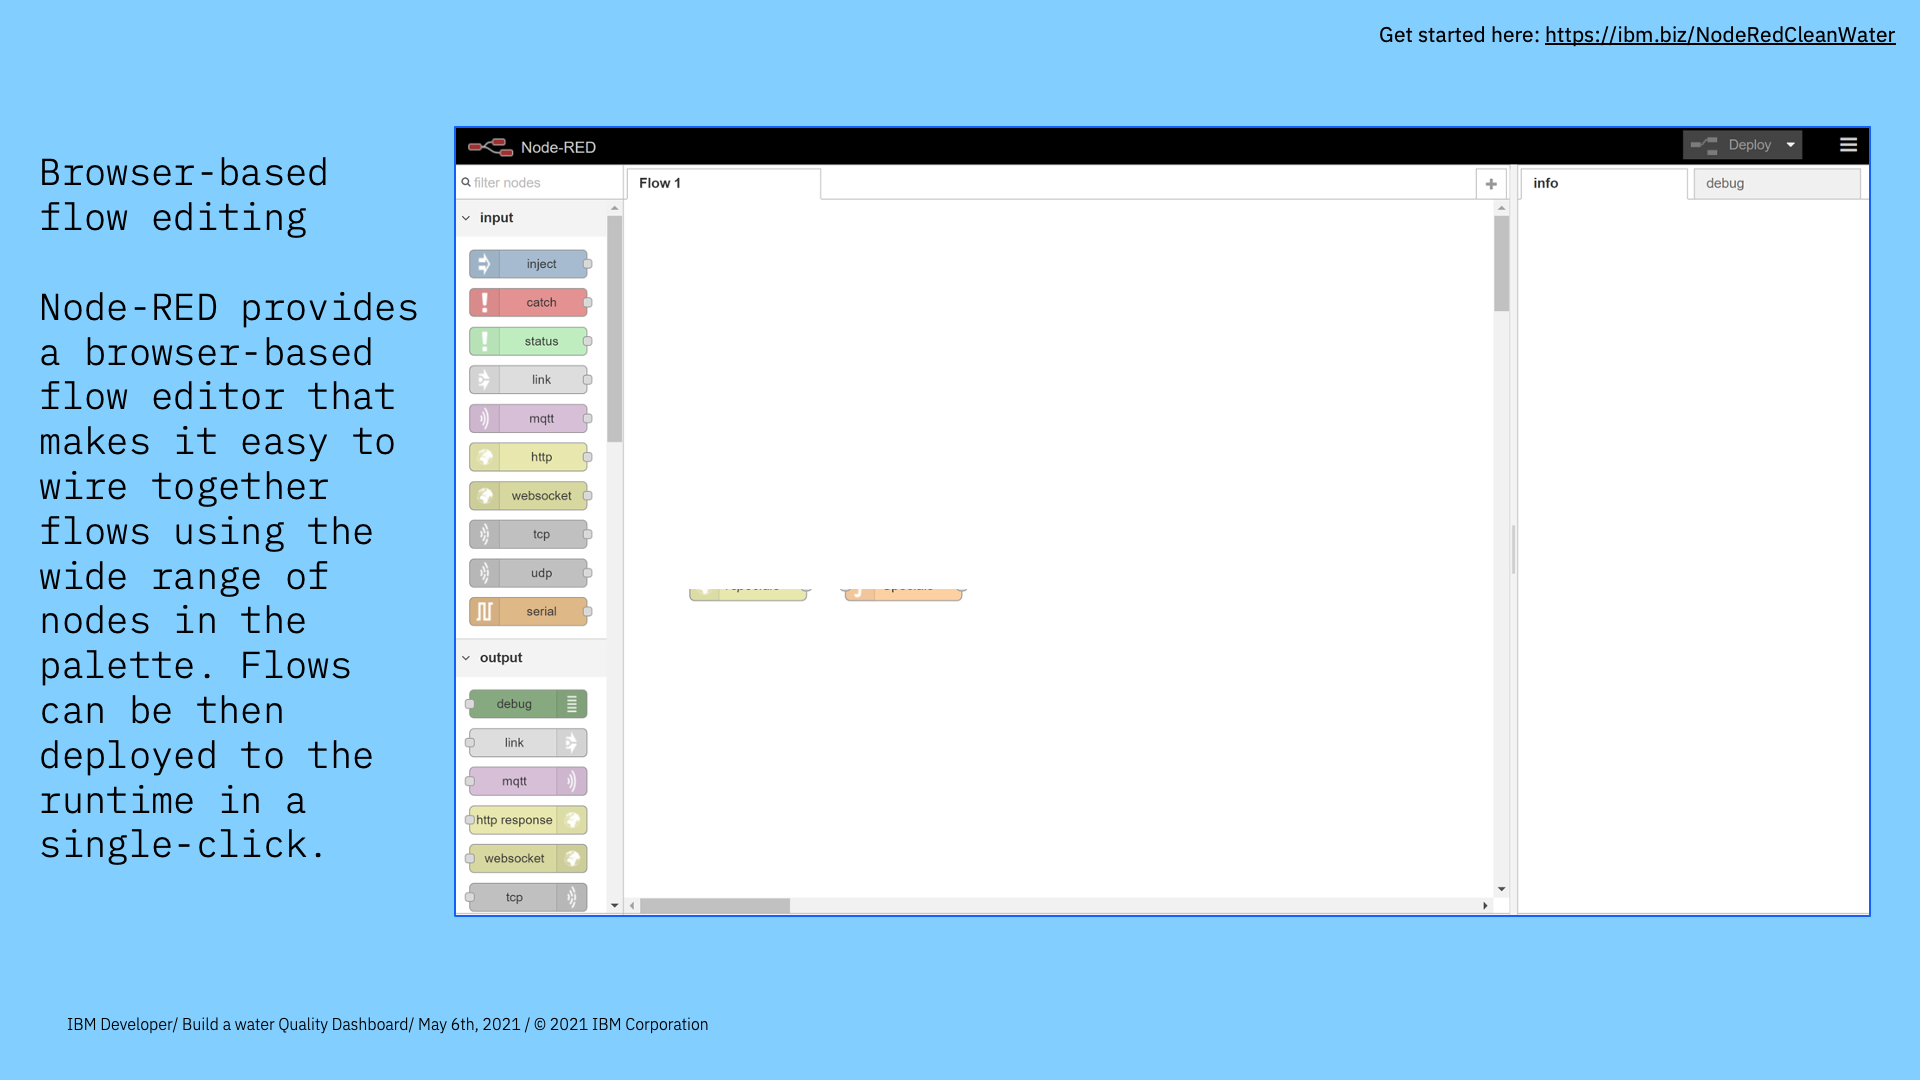 Get started here: https://ibm.biz/NodeRedCleanWater
Browser-based
flow editing
Node-RED provides
a browser-based
flow editor that
makes it easy to
wire together
flows using the
wide range of
nodes in the
palette. Flows
can be then
deployed to the
runtime in a
single-click.
Node-RED
Deploy
filter nodes
Flow 1
info
debug
input
inject
catch
status
link
mqtt
http
websocket
tcp
udp
serial
output
debug
link
mqtt
http response
websocket
tcp
IBM Developer/ Build a water Quality Dashboard/ May 6th, 2021 / © 2021 IBM Corporation